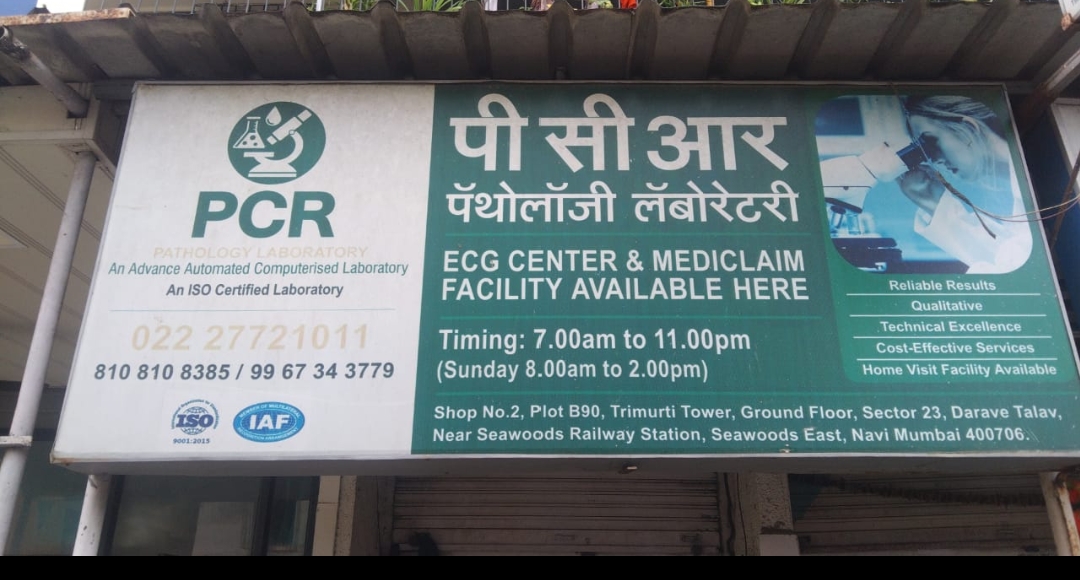 PCR
PATHOLOGY LABORATORY
An Advance Automated Computerised Laboratory
An ISO Certified Laboratory
022 27721011
810 810 8385 / 99 67 34 3779
ISO
9001:2015
IAF
पी सी आर
पॅथोलॉजी लॅबोरेटरी
ECG CENTER & MEDICLAIM
FACILITY AVAILABLE HERE
Timing: 7.00am to 11.00pm
(Sunday 8.00am to 2.00pm)
Reliable Results
Qualitative
Technical Excellence
Cost-Effective Services
Home Visit Facility Available
Shop No.2, Plot B90, Trimurti Tower, Ground Floor, Sector 23, Darave Talav,
Near Seawoods Railway Station, Seawoods East, Navi Mumbai 400706.